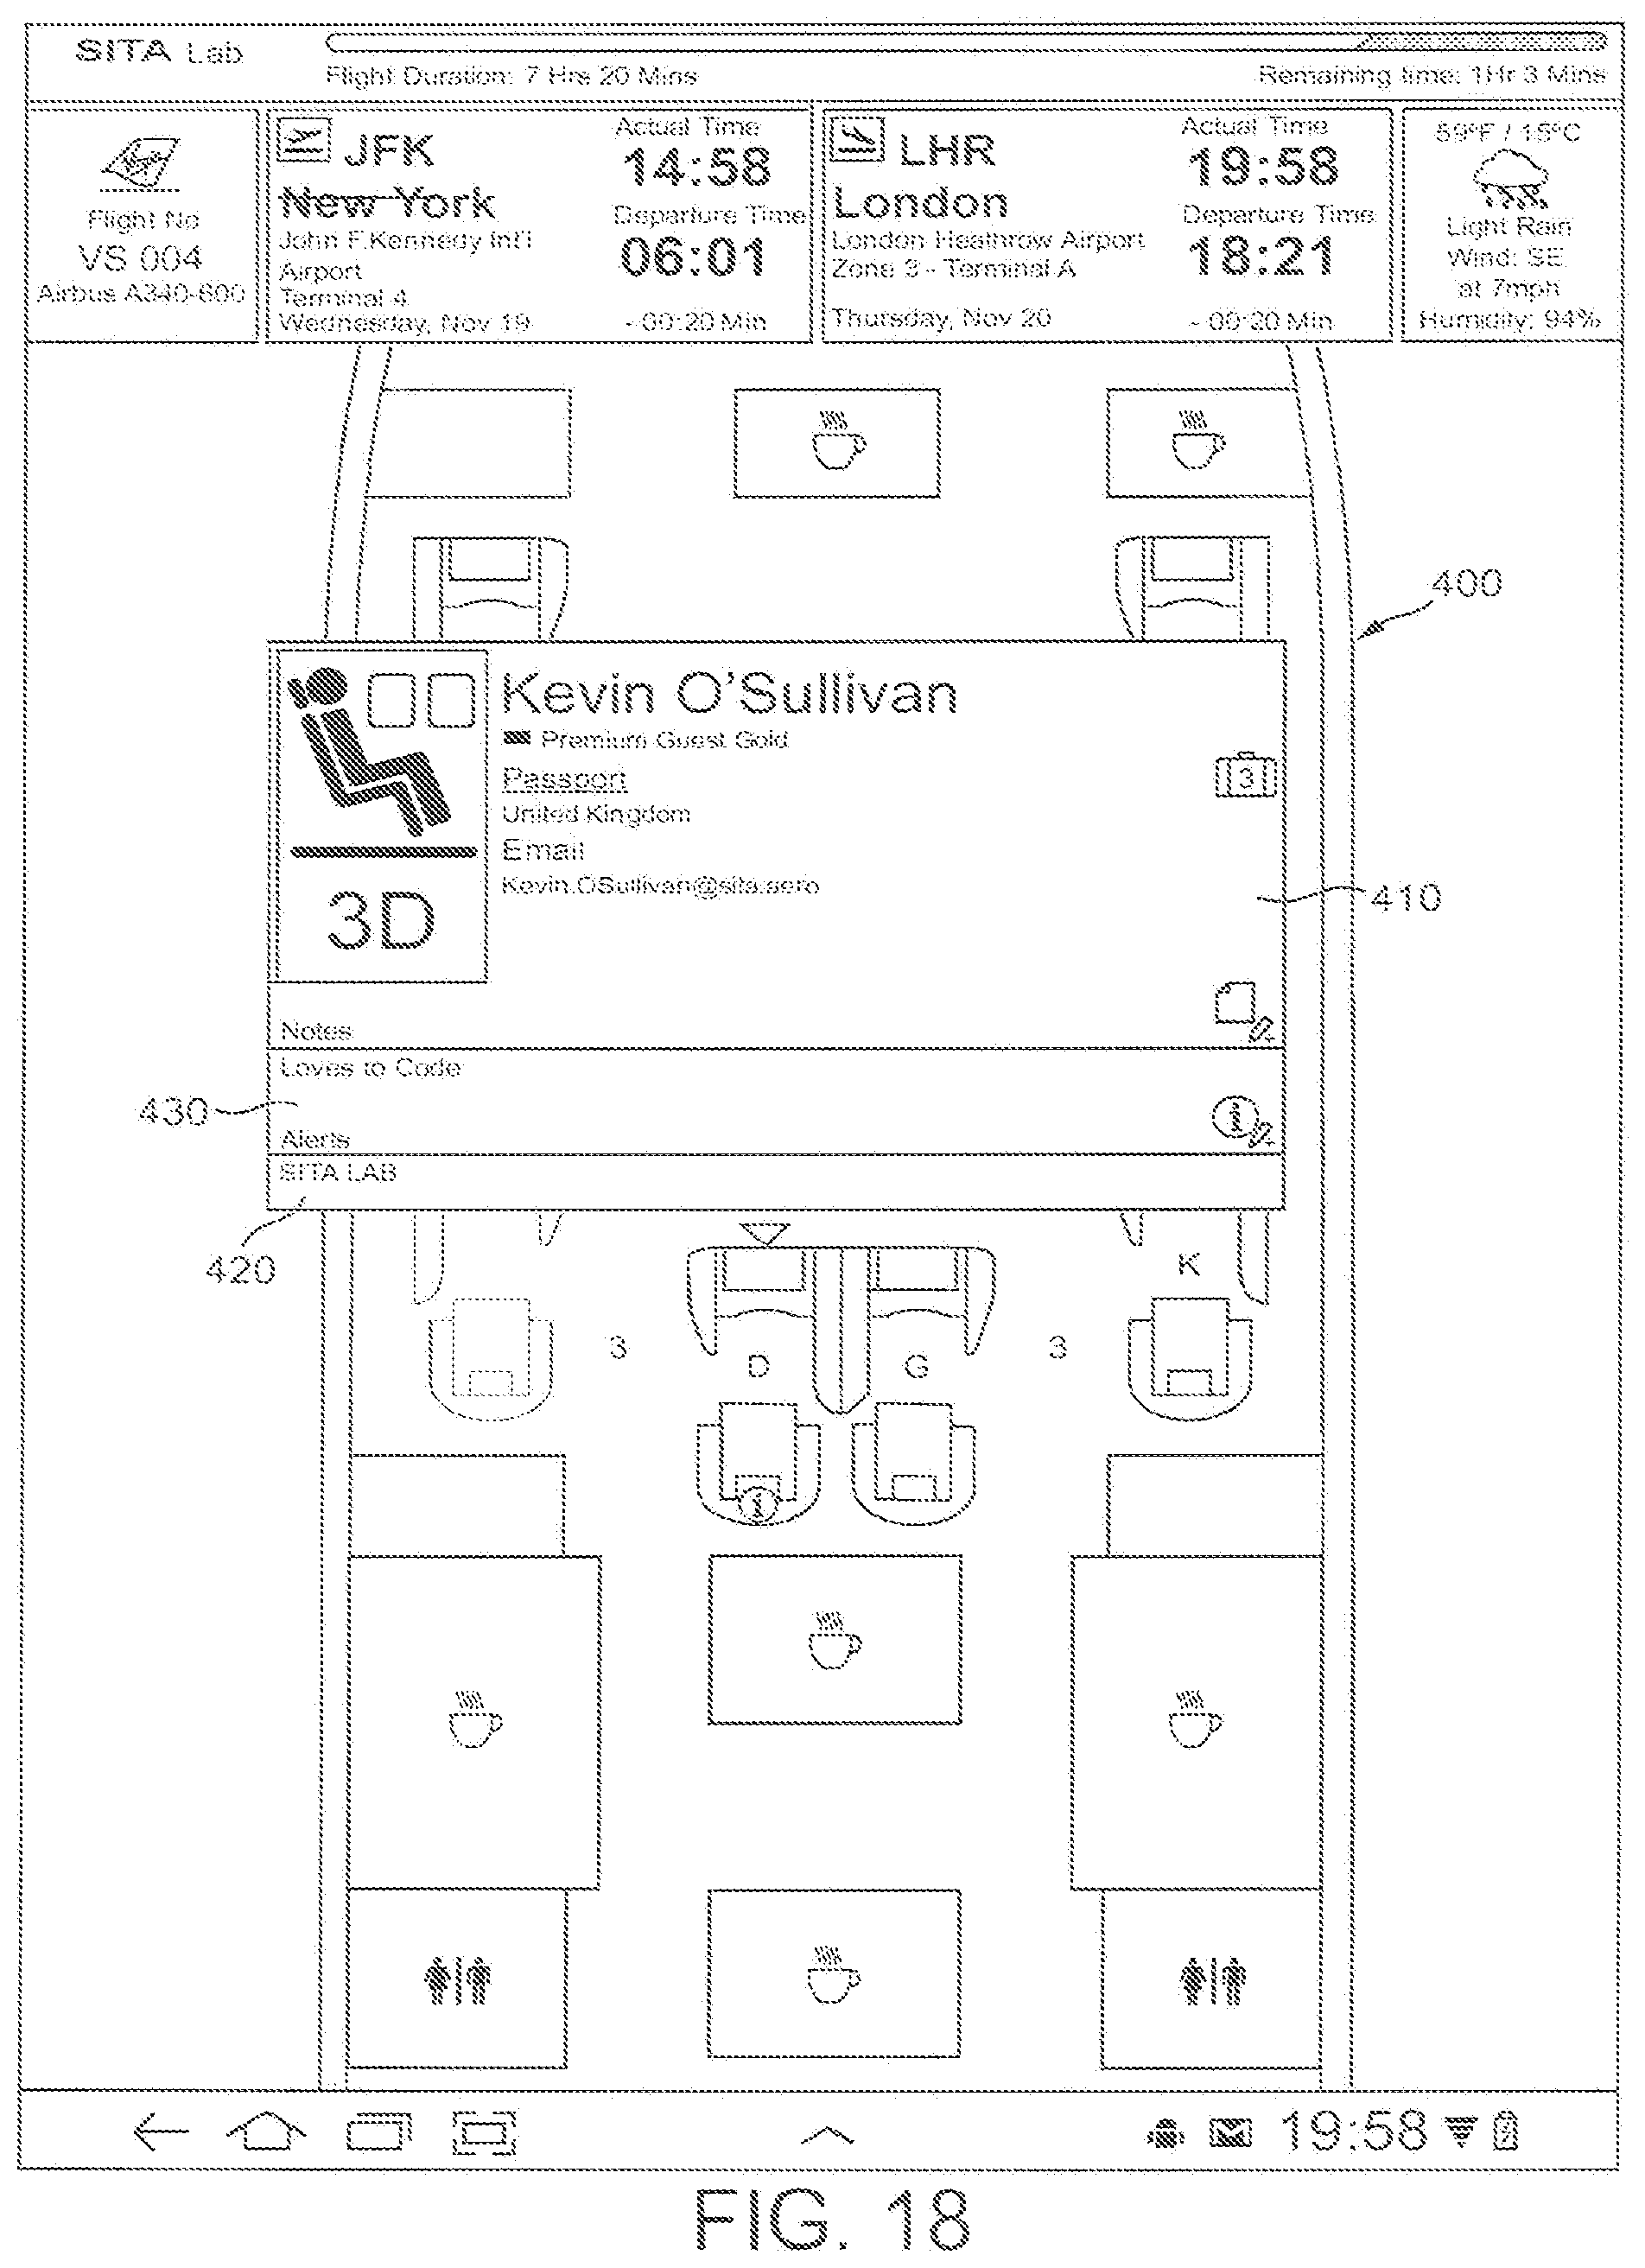 SITA Lab
Flight Duration: 7 Hrs 20 Mins
Remaining time: 1Hr 3 Mins
Flight No
VS 004
Airbus A340-600
JFK
New York
John F.Kennedy Int'l
Airport
Terminal 4
Wednesday, Nov 19
Actual Time
14:58
Departure Time
06:01
- 00:20 Min
LHR
London
London Heathrow Airport
Zone 3 - Terminal A
Thursday, Nov 20
Actual Time
19:58
Departure Time
18:21
- 00:20 Min
59°F / 15°C
Light Rain
Wind: SE
at 7mph
Humidity: 94%
400
Kevin O'Sullivan
Premium Guest Gold
Passport
United Kingdom
Email
Kevin.OSullivan@sita.aero
3
3D
410
Notes
Loves to Code
430
Alerts
SITA LAB
420
K
3
D
G
3
19:58
FIG. 18